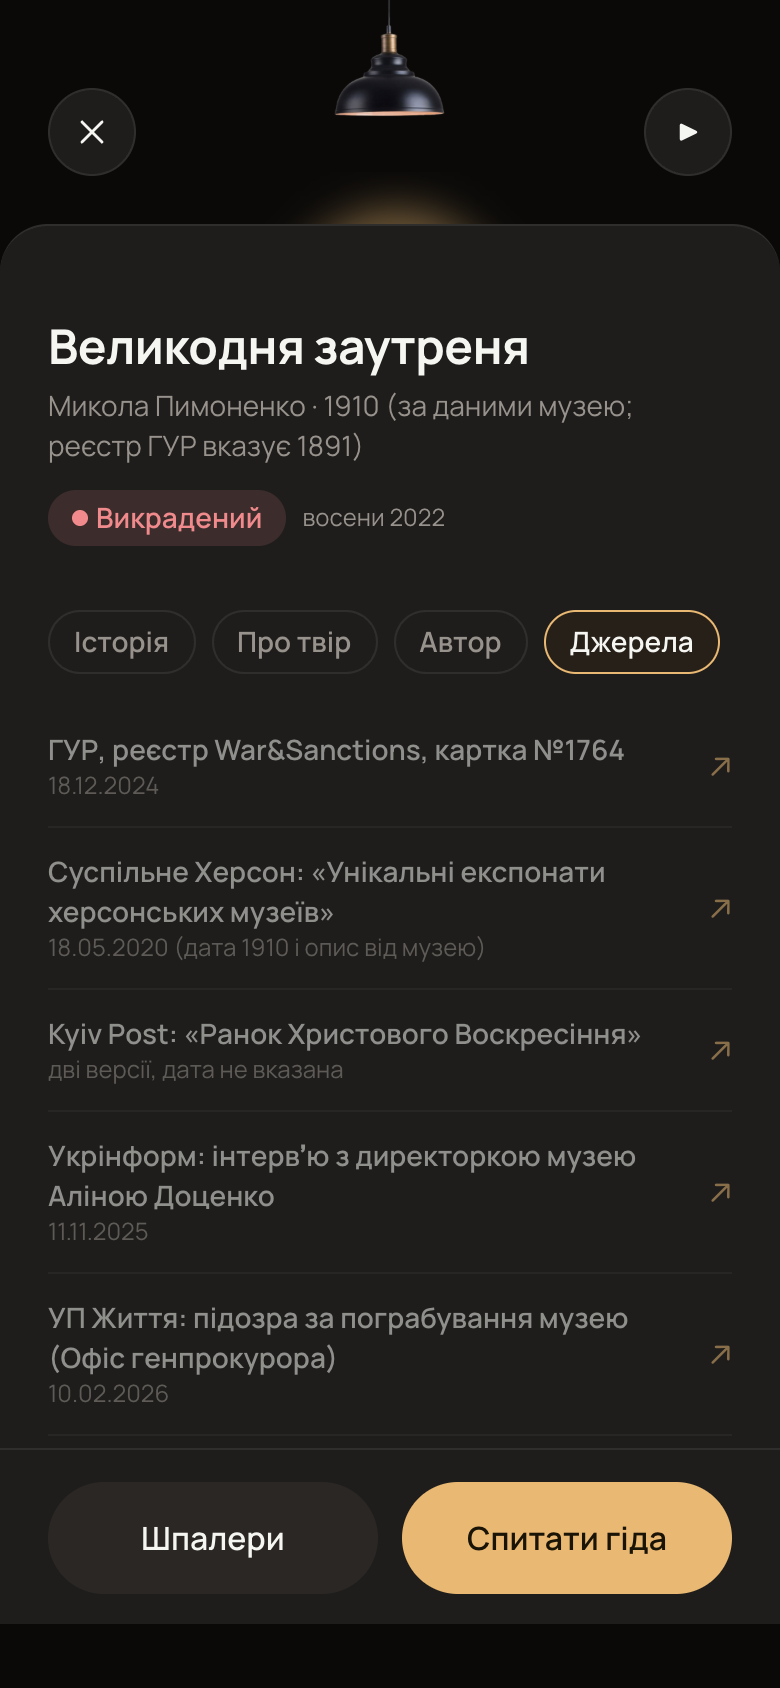 Великодня заутреня
Микола Пимоненко · 1910 (за даними музею;
реєстр ГУР вказує 1891)
Викрадений восени 2022
Історія Про твір Автор Джерела
ГУР, реєстр War&Sanctions, картка №1764
18.12.2024
Суспільне Херсон: «Унікальні експонати
херсонських музеїв»
18.05.2020 (дата 1910 і опис від музею)
Kyiv Post: «Ранок Христового Воскресіння»
дві версії, дата не вказана
Укрінформ: інтерв’ю з директоркою музею
Аліною Доценко
11.11.2025
УП Життя: підозра за пограбування музею
(Офіс генпрокурора)
10.02.2026
Шпалери Спитати гіда